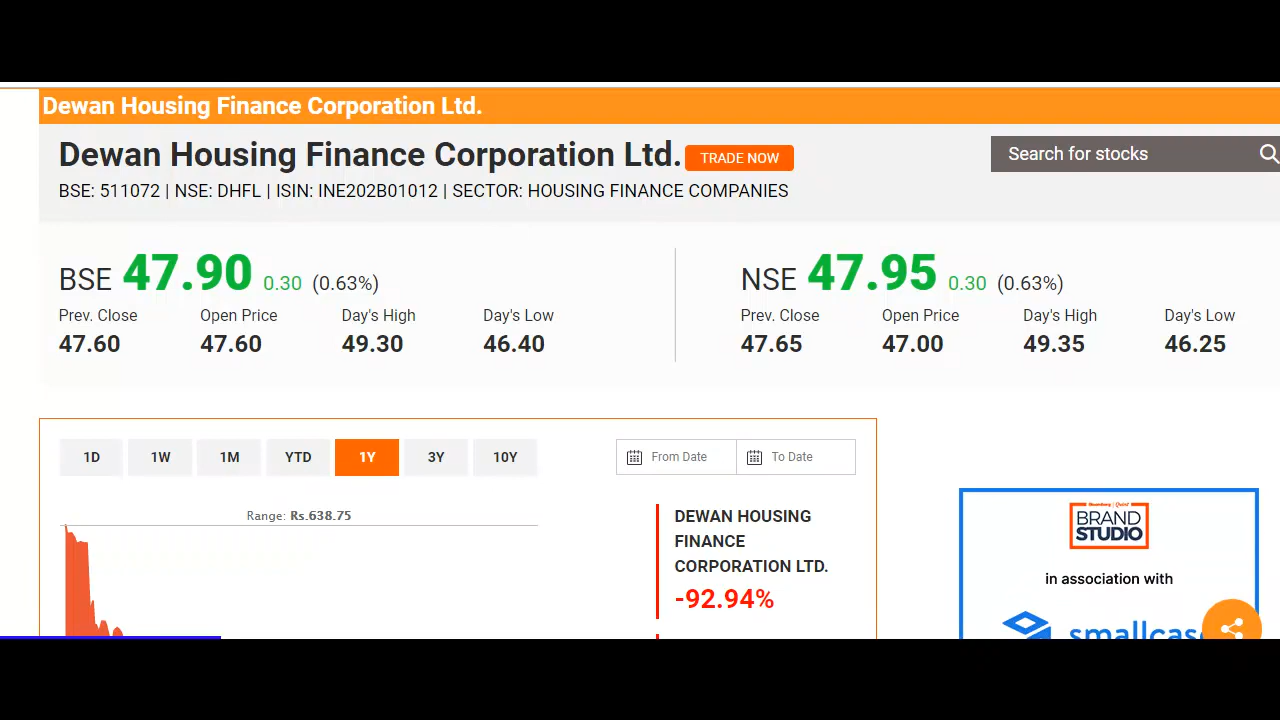 Dewan Housing Finance Corporation Ltd.
Dewan Housing Finance Corporation Ltd. TRADE NOW
Search for stocks
BSE: 511072 | NSE: DHFL | ISIN: INE202B01012 | SECTOR: HOUSING FINANCE COMPANIES
BSE 47.90 0.30 (0.63%)
Prev. Close Open Price Day's High Day's Low
47.60 47.60 49.30 46.40
NSE 47.95 0.30 (0.63%)
Prev. Close Open Price Day's High Day's Low
47.65 47.00 49.35 46.25
1D 1W 1M YTD 1Y 3Y 10Y
From Date To Date
Range: Rs.638.75
DEWAN HOUSING
FINANCE
CORPORATION LTD.
-92.94%
BRAND
STUDIO
in association with